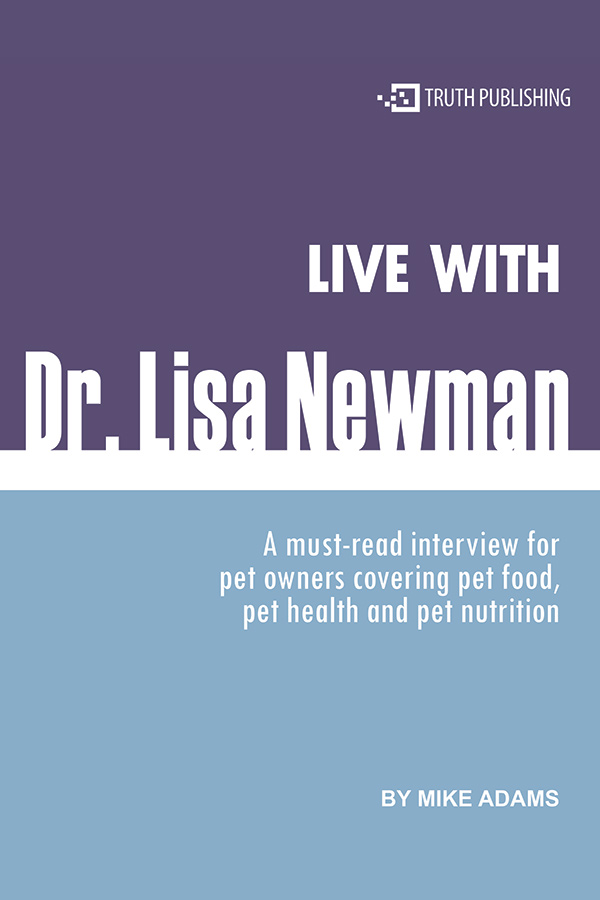 TRUTH PUBLISHING
LIVE WITH
Dr. Lisa Newman
A must-read interview for
pet owners covering pet food,
pet health and pet nutrition
BY MIKE ADAMS